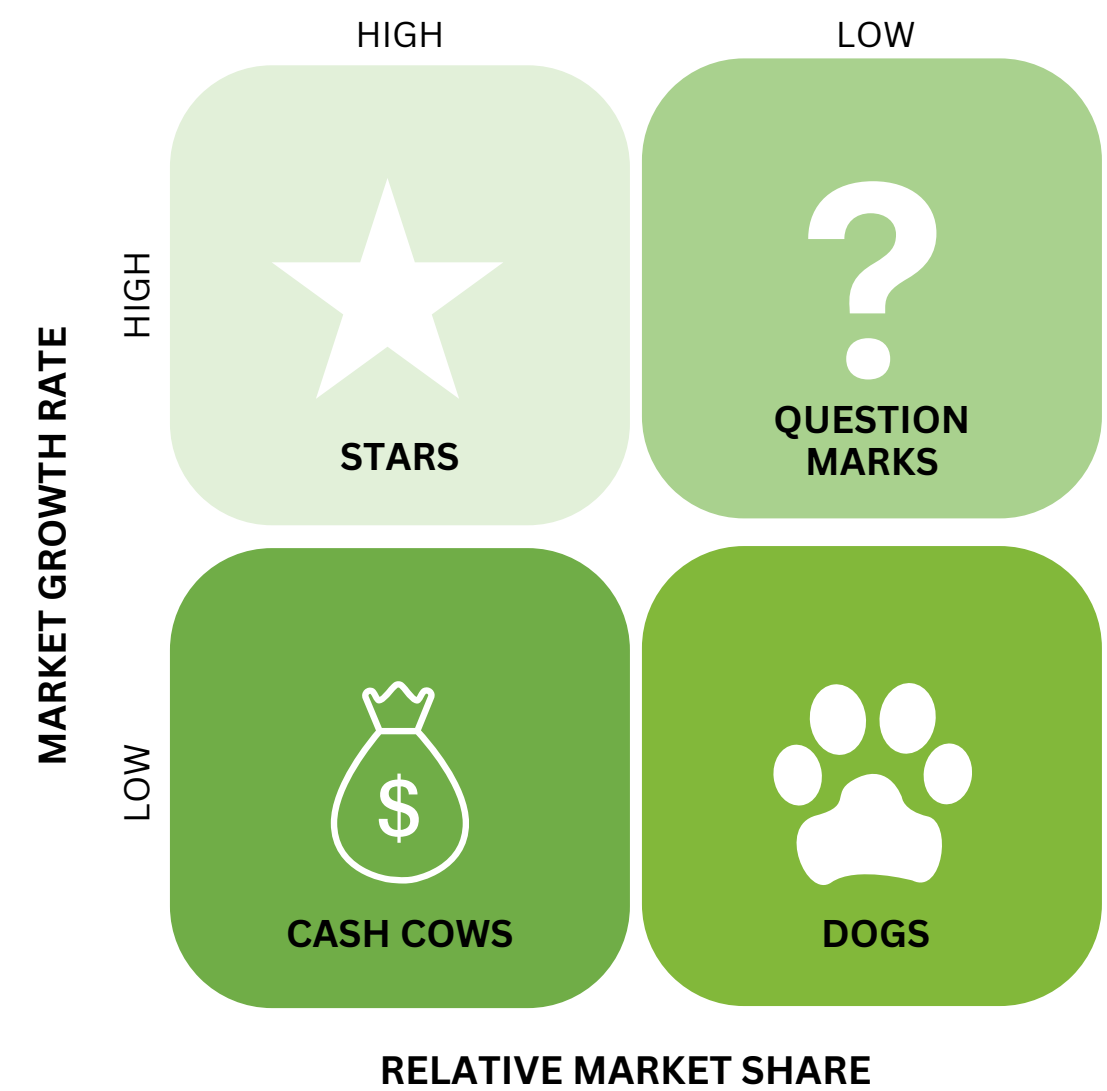 HIGH
LOW
HIGH
?
STARS
QUESTION
MARKS
MARKET GROWTH RATE
LOW
$
CASH COWS
DOGS
RELATIVE MARKET SHARE